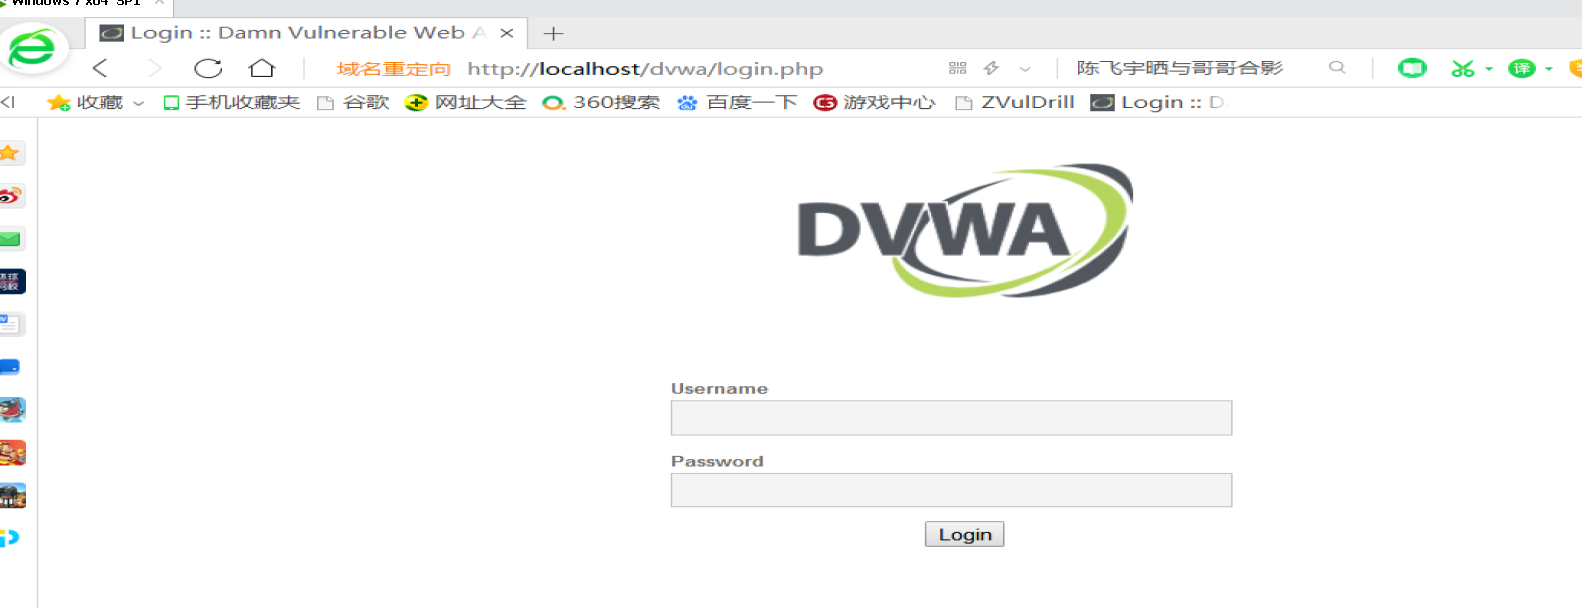 Windows 7 x64 SP1
Login :: Damn Vulnerable Web A
域名重定向 http://localhost/dvwa/login.php 陈飞宇晒与哥哥合影 译
收藏 手机收藏夹 谷歌 网址大全 360搜索 百度一下 游戏中心 ZVulDrill Login :: D
DVWA
Username
Password
Login